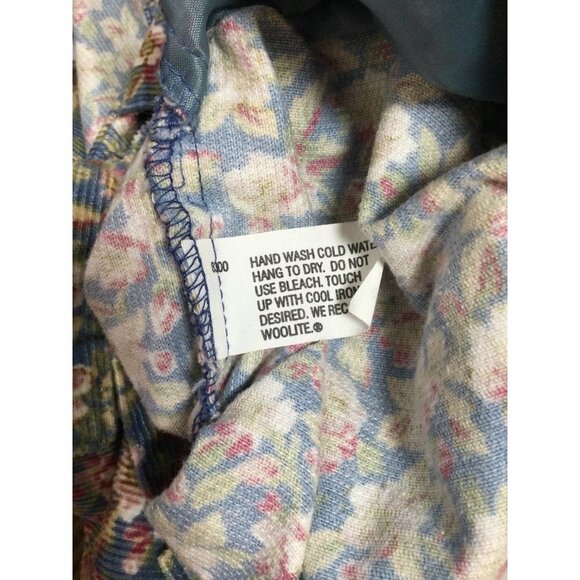 HAND WASH COLD WATE
HANG TO DRY. DO NOT
USE BLEACH. TOUCH
UP WITH COOL IRON
DESIRED. WE REC
WOOLITE.®